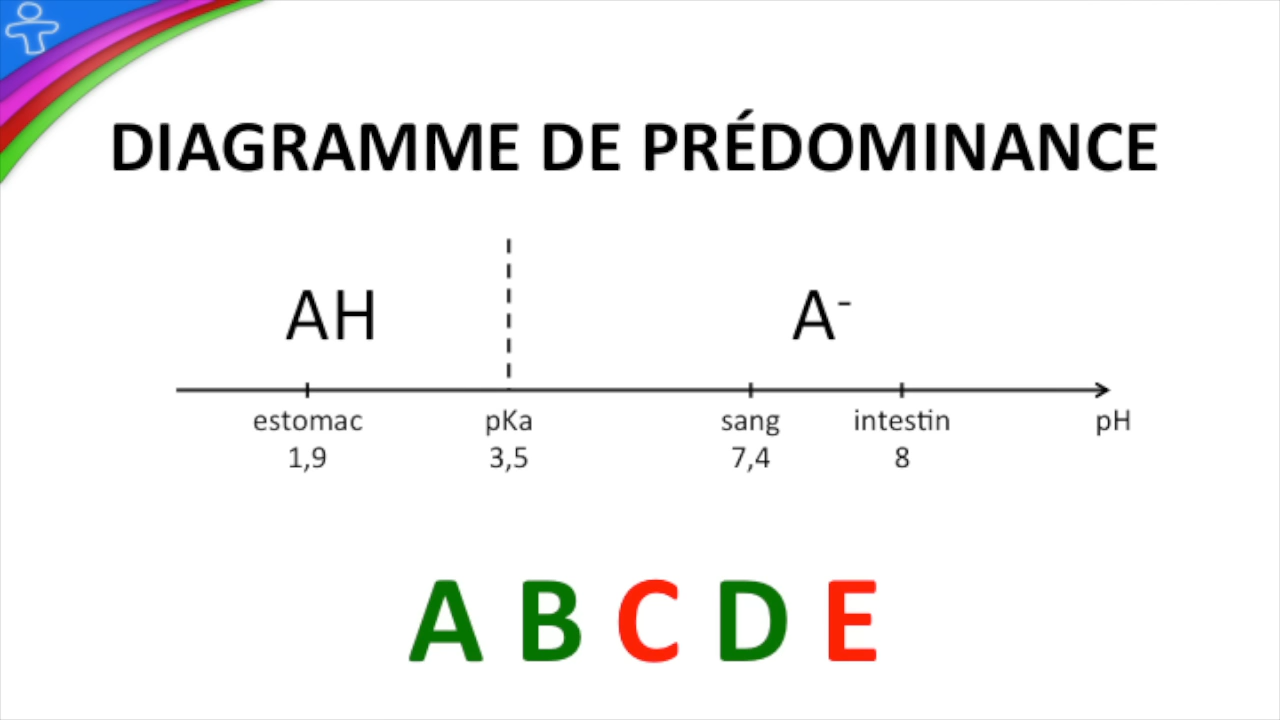 DIAGRAMME DE PRÉDOMINANCE
AH A-
estomac pKa sang intestin pH
1,9 3,5 7,4 8
A B C D E